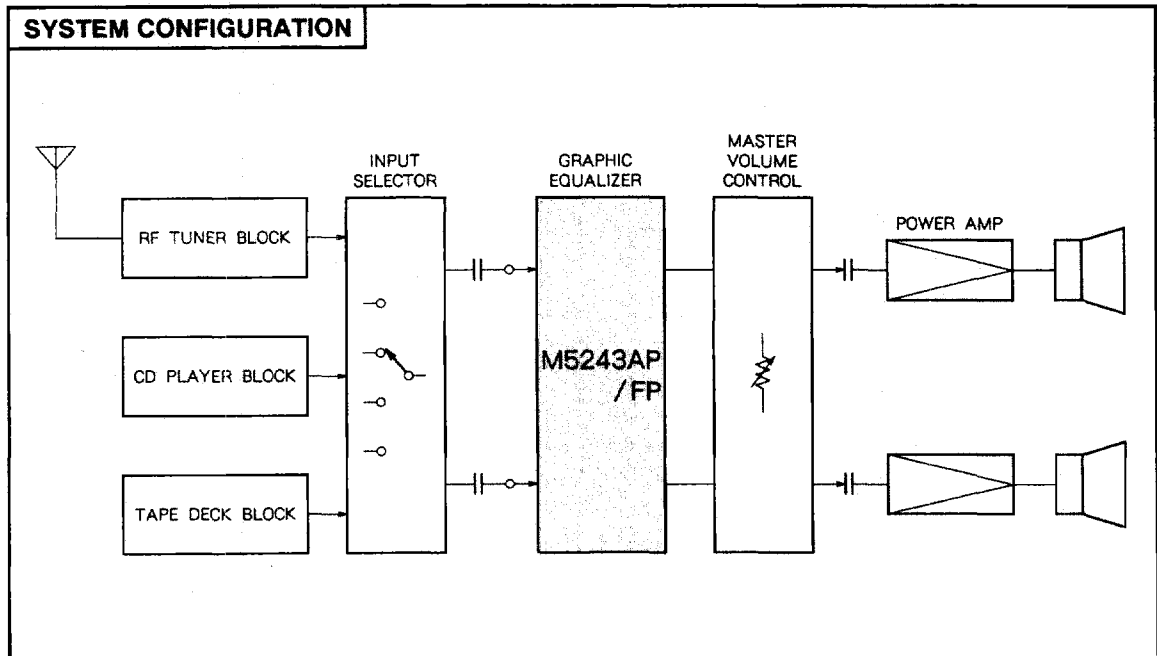 SYSTEM CONFIGURATION
INPUT
SELECTOR
GRAPHIC
EQUALIZER
MASTER
VOLUME
CONTROL
POWER AMP
RF TUNER BLOCK
CD PLAYER BLOCK
TAPE DECK BLOCK
M5243AP
/FP